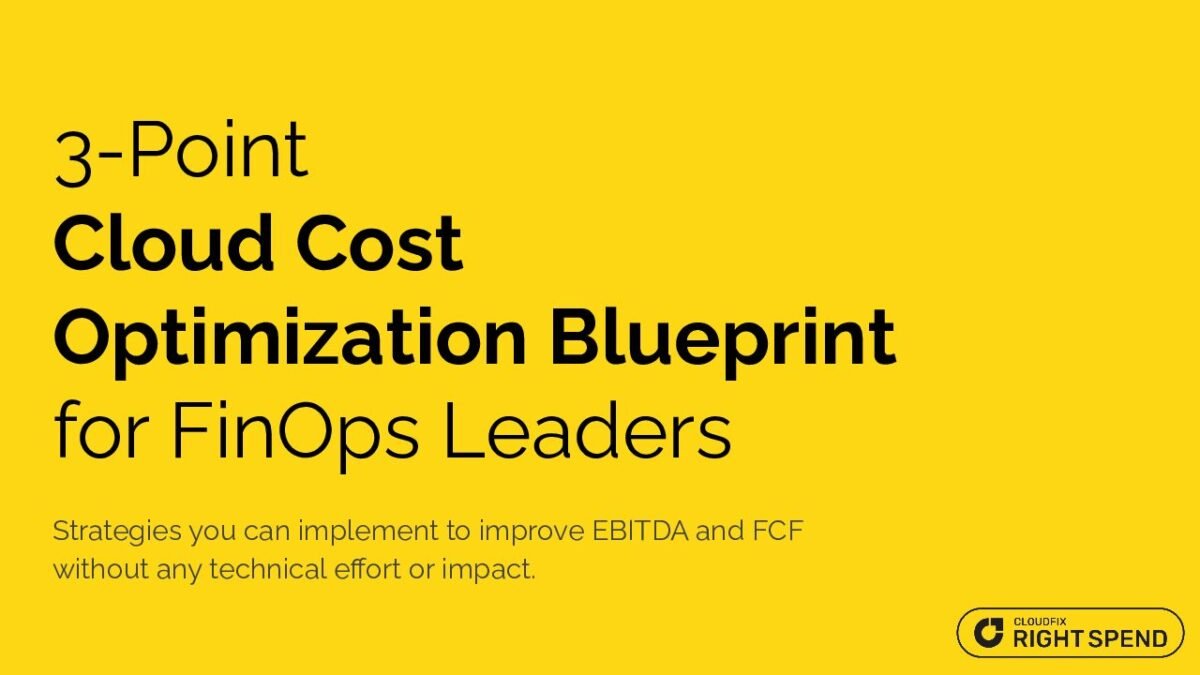 3-Point
Cloud Cost
Optimization Blueprint
for FinOps Leaders
Strategies you can implement to improve EBITDA and FCF
without any technical effort or impact.
CLOUDFIX
RIGHT SPEND